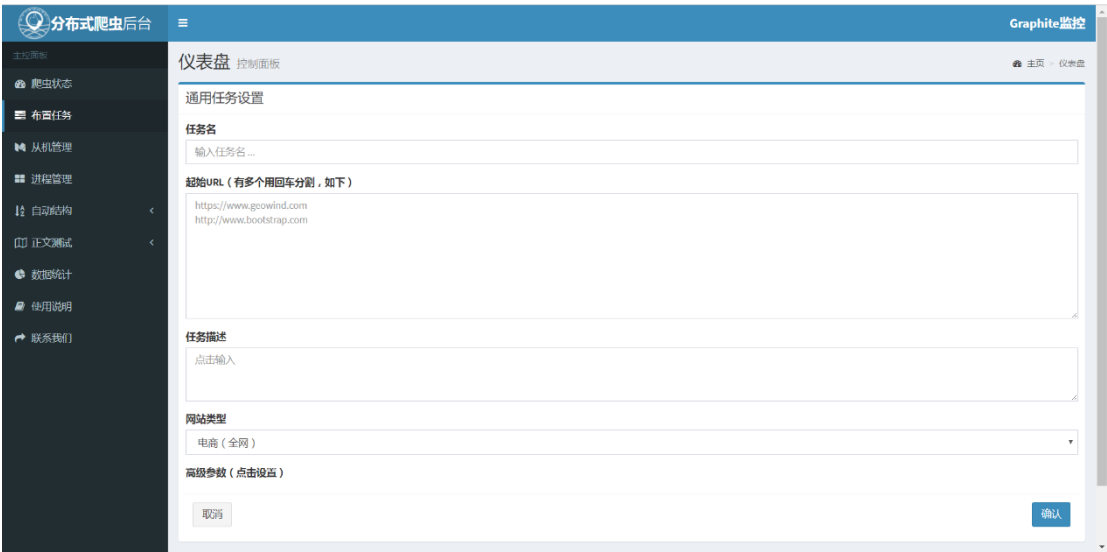 分布式爬虫后台
Graphite监控
主控面板
爬虫状态
布置任务
从机管理
进程管理
自动结构
正文测试
数据统计
使用说明
联系我们
仪表盘 控制面板
主页 > 仪表盘
通用任务设置
任务名
输入任务名 ...
起始URL（有多个用回车分割，如下）
https://www.geowind.com
http://www.bootstrap.com
任务描述
点击输入
网站类型
电商（全网）
高级参数（点击设置）
取消
确认